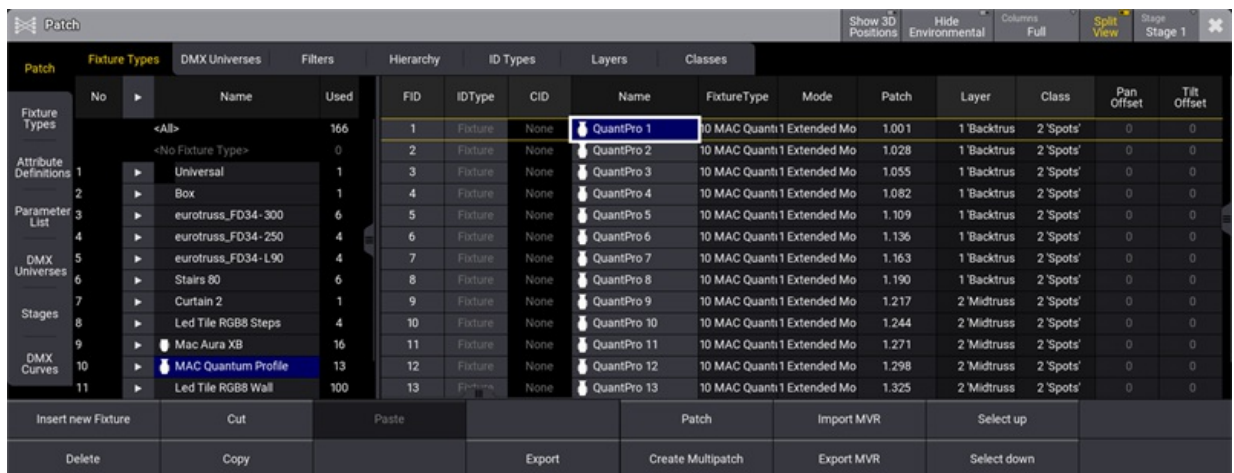 Patch
Show 3D Positions
Hide Environmental
Columns Full
Split View
Stage Stage 1
Patch
Fixture Types
DMX Universes
Filters
Hierarchy
ID Types
Layers
Classes
Fixture Types
Attribute Definitions
Parameter List
DMX Universes
Stages
DMX Curves
No Name Used
<All> 166
<No Fixture Type> 0
1 Universal 1
2 Box 1
3 eurotruss_FD34-300 6
4 eurotruss_FD34-250 4
5 eurotruss_FD34-L90 4
6 Stairs 80 6
7 Curtain 2 1
8 Led Tile RGB8 Steps 4
9 Mac Aura XB 16
10 MAC Quantum Profile 13
11 Led Tile RGB8 Wall 100
FID IDType CID Name FixtureType Mode Patch Layer Class Pan Offset Tilt Offset
1 Fixture None QuantPro 1 10 MAC Quant 1 Extended Mo 1.001 1 'Backtrus 2 'Spots' 0 0
2 Fixture None QuantPro 2 10 MAC Quant 1 Extended Mo 1.028 1 'Backtrus 2 'Spots' 0 0
3 Fixture None QuantPro 3 10 MAC Quant 1 Extended Mo 1.055 1 'Backtrus 2 'Spots' 0 0
4 Fixture None QuantPro 4 10 MAC Quant 1 Extended Mo 1.082 1 'Backtrus 2 'Spots' 0 0
5 Fixture None QuantPro 5 10 MAC Quant 1 Extended Mo 1.109 1 'Backtrus 2 'Spots' 0 0
6 Fixture None QuantPro 6 10 MAC Quant 1 Extended Mo 1.136 1 'Backtrus 2 'Spots' 0 0
7 Fixture None QuantPro 7 10 MAC Quant 1 Extended Mo 1.163 1 'Backtrus 2 'Spots' 0 0
8 Fixture None QuantPro 8 10 MAC Quant 1 Extended Mo 1.190 1 'Backtrus 2 'Spots' 0 0
9 Fixture None QuantPro 9 10 MAC Quant 1 Extended Mo 1.217 2 'Midtruss 2 'Spots' 0 0
10 Fixture None QuantPro 10 10 MAC Quant 1 Extended Mo 1.244 2 'Midtruss 2 'Spots' 0 0
11 Fixture None QuantPro 11 10 MAC Quant 1 Extended Mo 1.271 2 'Midtruss 2 'Spots' 0 0
12 Fixture None QuantPro 12 10 MAC Quant 1 Extended Mo 1.298 2 'Midtruss 2 'Spots' 0 0
13 Fixture None QuantPro 13 10 MAC Quant 1 Extended Mo 1.325 2 'Midtruss 2 'Spots' 0 0
Insert new Fixture Cut Paste Patch Import MVR Select up
Delete Copy Export Create Multipatch Export MVR Select down